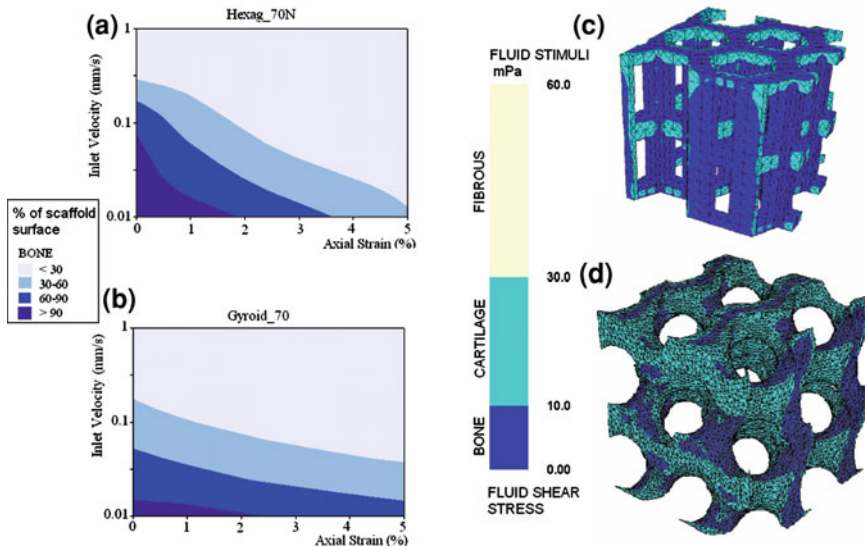 (a)
Hexag_70N
Inlet Velocity (mm/s)
1
0.1
0.01
0
1
2
3
4
5
Axial Strain (%)
% of scaffold
surface
BONE
< 30
30-60
60-90
> 90
(b)
Gyroid_70
Inlet Velocity (mm/s)
1
0.1
0.01
0
1
2
3
4
5
Axial Strain (%)
FLUID STIMULI
mPa
60.0
FIBROUS
30.0
CARTILAGE
10.0
BONE
0.00
FLUID SHEAR
STRESS
(c)
(d)